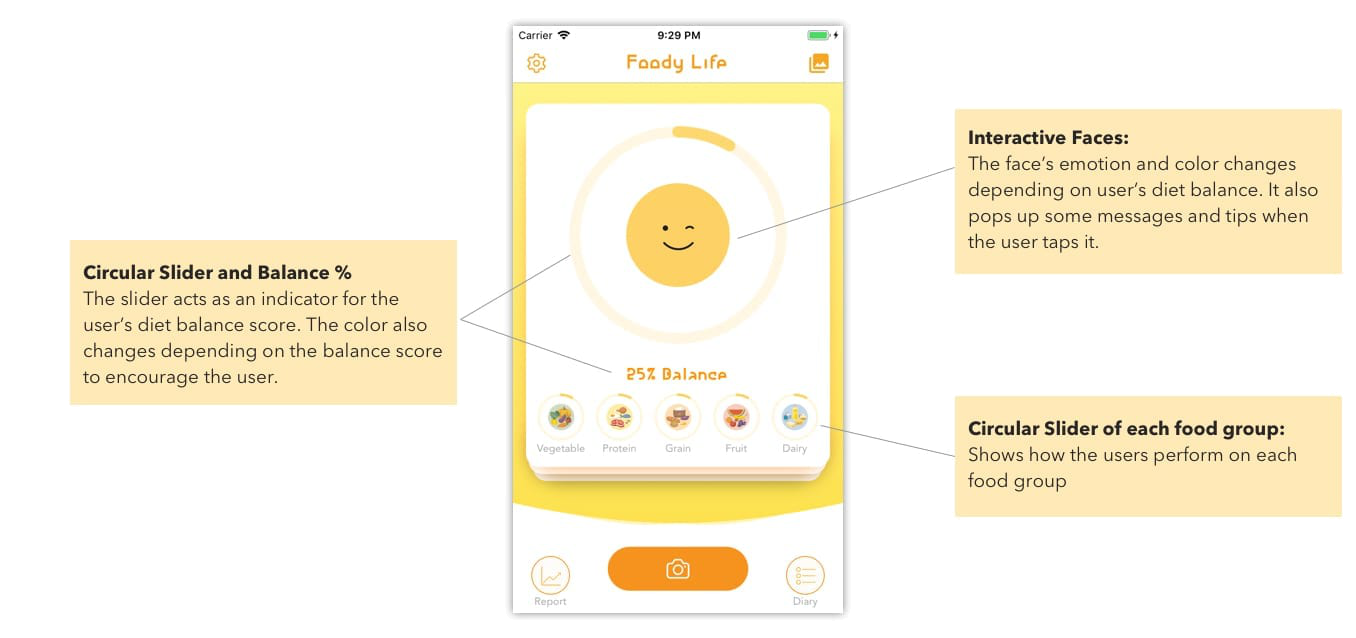 Carrier
9:29 PM
Foody Life
Interactive Faces:
The face's emotion and color changes
depending on user's diet balance. It also
pops up some messages and tips when
the user taps it.
Circular Slider and Balance %
The slider acts as an indicator for the
user's diet balance score. The color also
changes depending on the balance score
to encourage the user.
25% Balance
Vegetable Protein Grain Fruit Dairy
Circular Slider of each food group:
Shows how the users perform on each
food group
Report
Diary